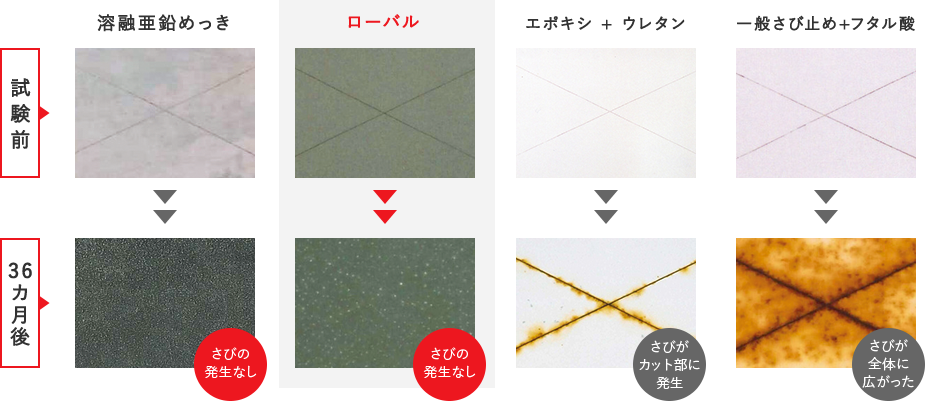 溶融亜鉛めっき
ローバル
エポキシ + ウレタン
一般さび止め+フタル酸
試験前
36カ月後
さびの
発生なし
さびの
発生なし
さびが
カット部に
発生
さびが
全体に
広がった